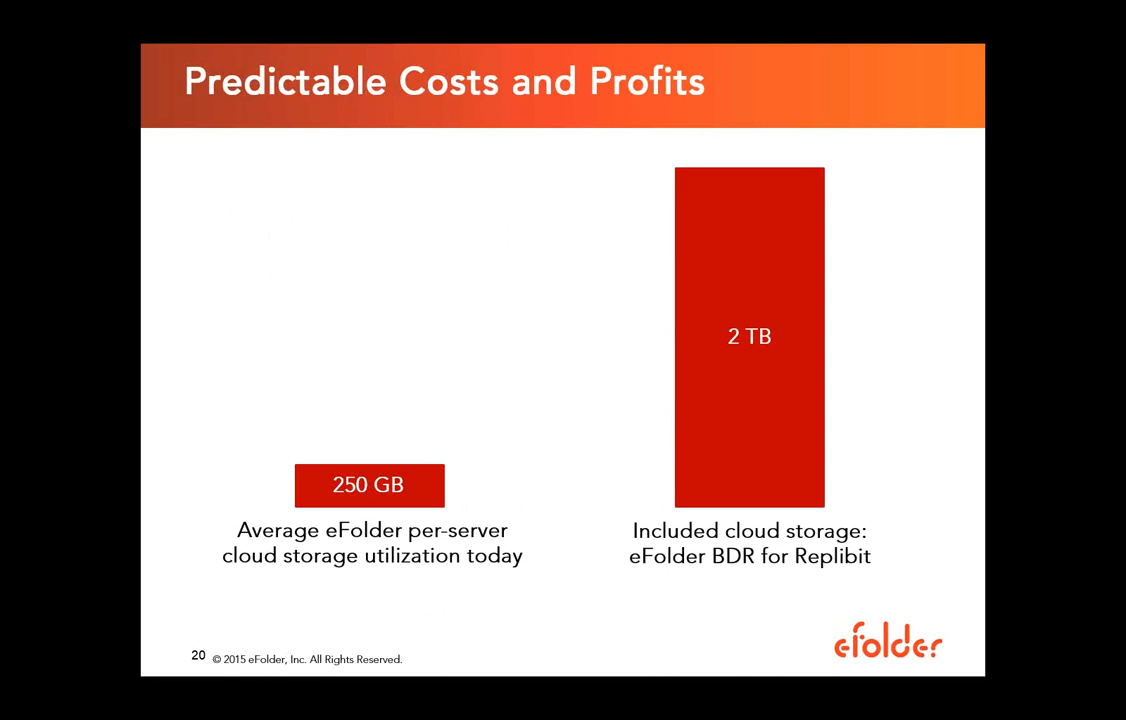 Predictable Costs and Profits
2 TB
250 GB
Average eFolder per-server
cloud storage utilization today
Included cloud storage:
eFolder BDR for Replibit
efolder
20 © 2015 eFolder, Inc. All Rights Reserved.